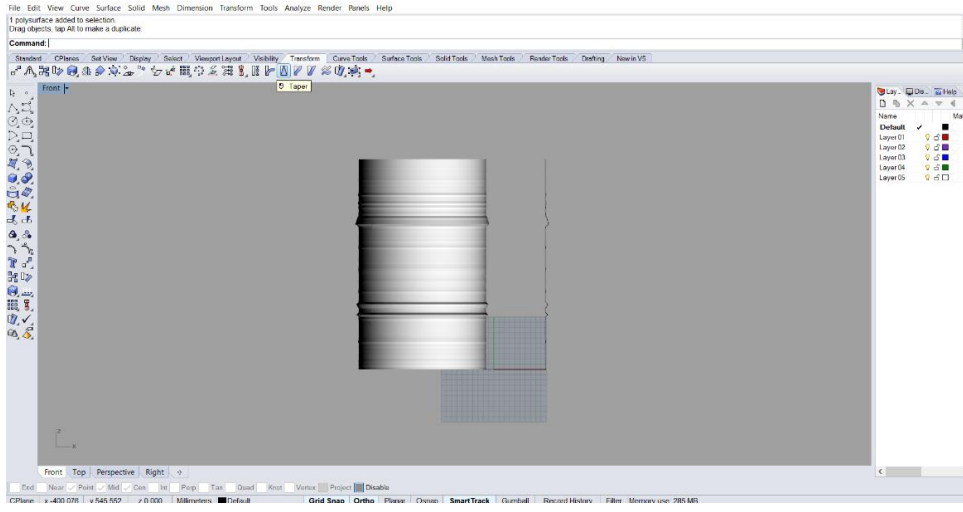 File Edit View Curve Surface Solid Mesh Dimension Transform Tools Analyze Render Panels Help
1 polysurface added to selection.
Drag objects, tap Alt to make a duplicate.
Command:
Standard CPlanes Set View Display Select Viewport Layout Visibility Transform Curve Tools Surface Tools Solid Tools Mesh Tools Render Tools Drafting New in V5
Taper
Front
Lay... Dis... Help
Name Ma
Default
Layer 01
Layer 02
Layer 03
Layer 04
Layer 05
z
x
Front Top Perspective Right
End Near Point Mid Cen Int Perp Tan Quad Knot Vertex Project Disable
CPlane x -400.078 y 545.552 z 0.000 Millimeters Default Grid Snap Ortho Planar Osnap SmartTrack Gumball Record History Filter Memory use: 285 MB